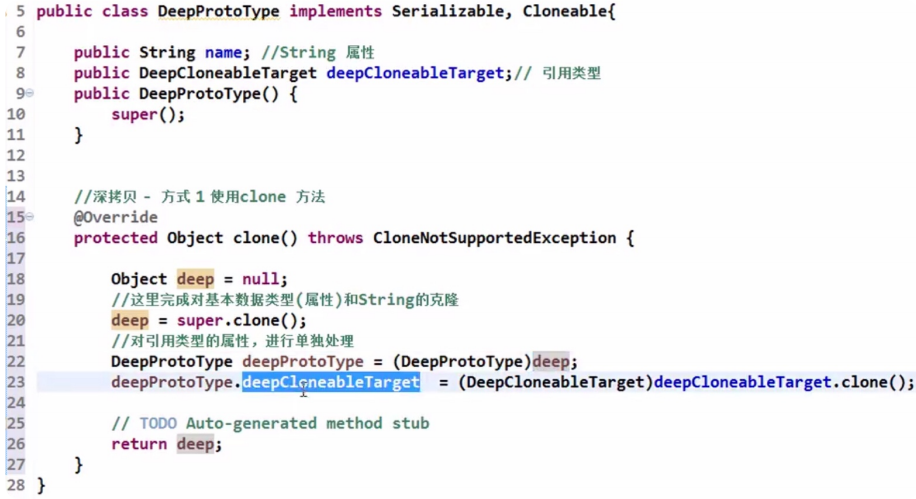 5 public class DeepProtoType implements Serializable, Cloneable{
6
7 public String name; //String 属性
8 public DeepCloneableTarget deepCloneableTarget;// 引用类型
9 public DeepProtoType() {
10 super();
11 }
12
13
14 //深拷贝 - 方式 1 使用clone 方法
15 @Override
16 protected Object clone() throws CloneNotSupportedException {
17
18 Object deep = null;
19 //这里完成对基本数据类型(属性)和String的克隆
20 deep = super.clone();
21 //对引用类型的属性，进行单独处理
22 DeepProtoType deepProtoType = (DeepProtoType)deep;
23 deepProtoType.deepCloneableTarget = (DeepCloneableTarget)deepCloneableTarget.clone();
24
25 // TODO Auto-generated method stub
26 return deep;
27 }
28 }